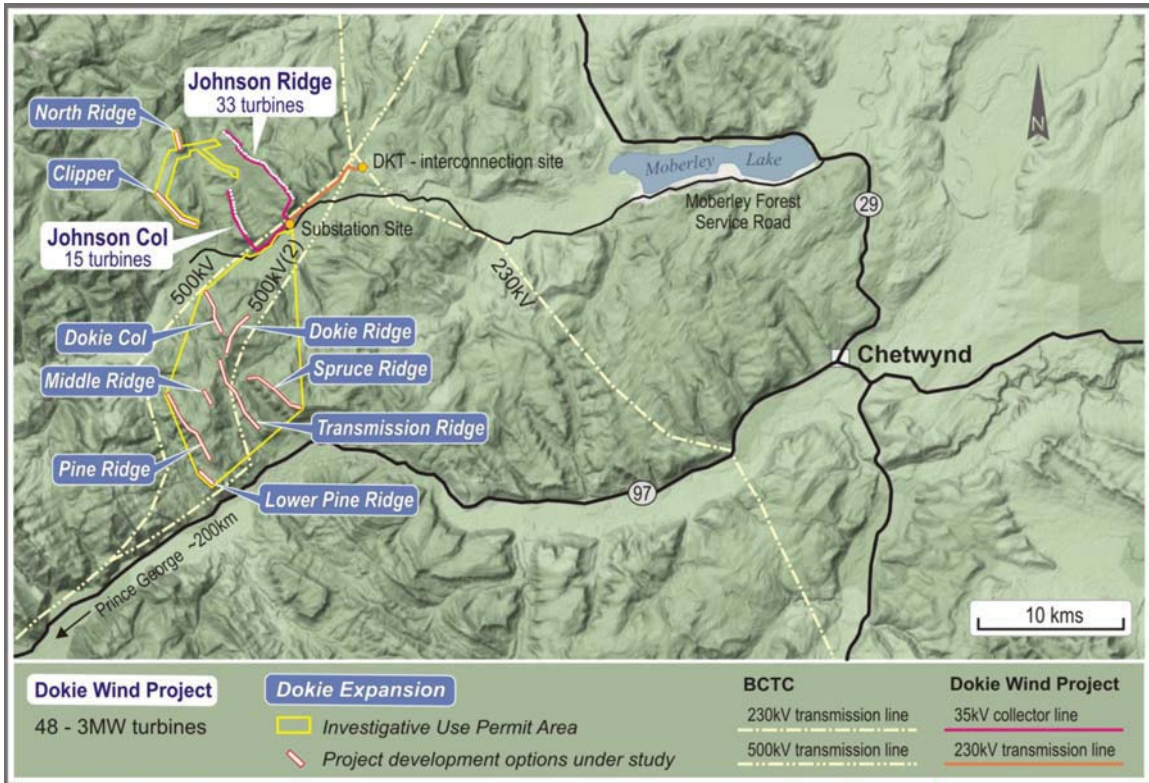 Johnson Ridge
33 turbines
North Ridge
Clipper
DKT - interconnection site
Moberley Lake
Moberley Forest
Service Road
29
N
Johnson Col
15 turbines
Substation Site
500kV
500kV(2)
230kV
Dokie Col
Dokie Ridge
Middle Ridge
Spruce Ridge
Chetwynd
Transmission Ridge
Pine Ridge
Lower Pine Ridge
97
Prince George ~200km
10 kms
Dokie Wind Project
48 - 3MW turbines
Dokie Expansion
Investigative Use Permit Area
Project development options under study
BCTC
230kV transmission line
500kV transmission line
Dokie Wind Project
35kV collector line
230kV transmission line